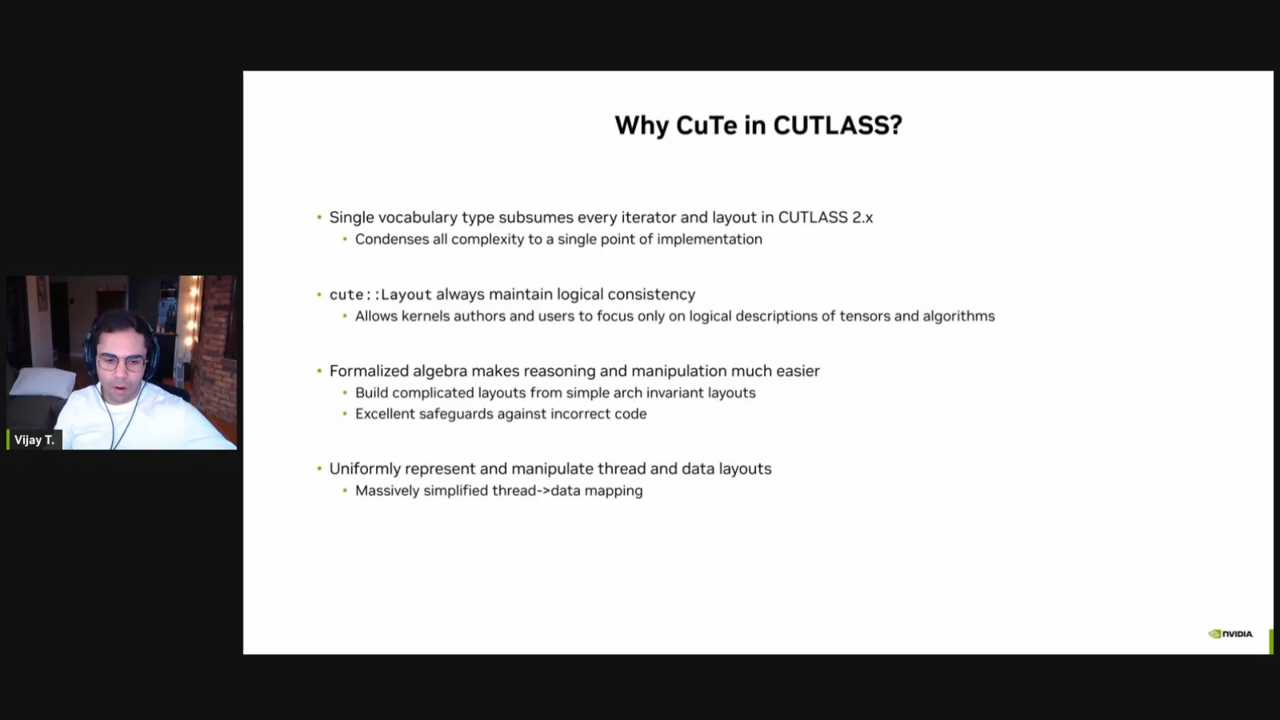 Why CuTe in CUTLASS?
• Single vocabulary type subsumes every iterator and layout in CUTLASS 2.x
• Condenses all complexity to a single point of implementation
• cute::Layout always maintain logical consistency
• Allows kernels authors and users to focus only on logical descriptions of tensors and algorithms
• Formalized algebra makes reasoning and manipulation much easier
• Build complicated layouts from simple arch invariant layouts
• Excellent safeguards against incorrect code
• Uniformly represent and manipulate thread and data layouts
• Massively simplified thread->data mapping
Vijay T.
NVIDIA